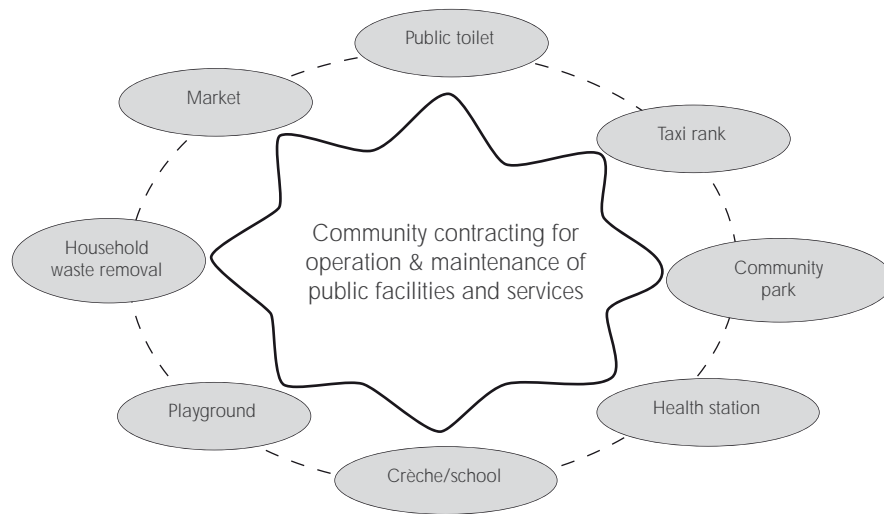 Public toilet
Market
Taxi rank
Community contracting for
operation & maintenance of
public facilities and services
Household
waste removal
Community
park
Playground
Health station
Crèche/school